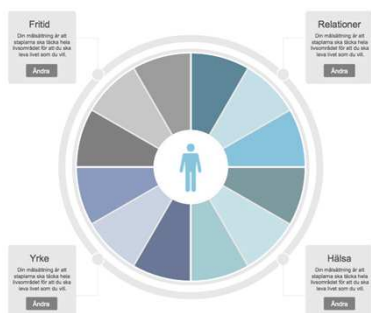 Fritid
Din målsättning är att
staplarna ska täcka hela
livsområdet för att du ska
leva livet som du vill.
Ändra
Relationer
Din målsättning är att
staplarna ska täcka hela
livsområdet för att du ska
leva livet som du vill.
Ändra
Yrke
Din målsättning är att
staplarna ska täcka hela
livsområdet för att du ska
leva livet som du vill.
Ändra
Hälsa
Din målsättning är att
staplarna ska täcka hela
livsområdet för att du ska
leva livet som du vill.
Ändra